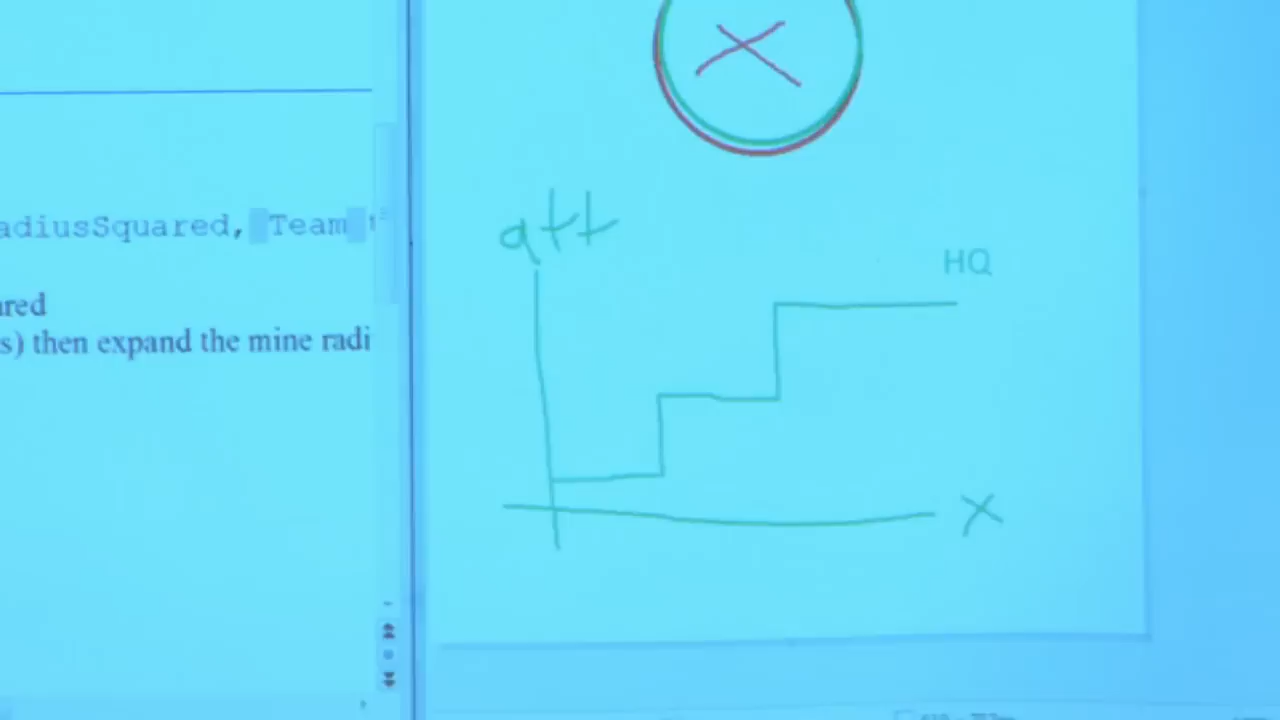 adiusSquared, Team
ared
s) then expand the mine radi
att
HQ
X